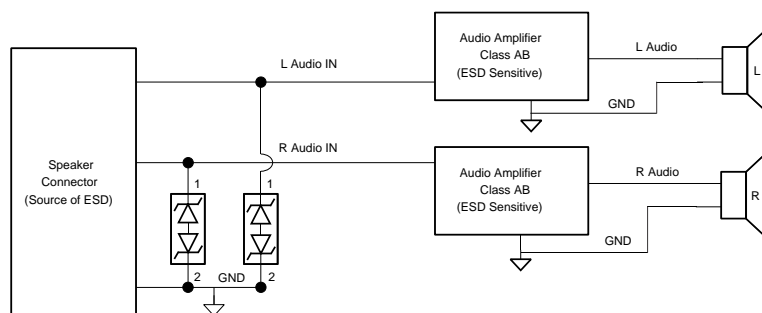 Audio Amplifier
Class AB
(ESD Sensitive)
L Audio
L Audio IN
GND
L
Speaker
Connector
(Source of ESD)
R Audio IN
Audio Amplifier
Class AB
(ESD Sensitive)
R Audio
R
1
1
GND
2
GND
2